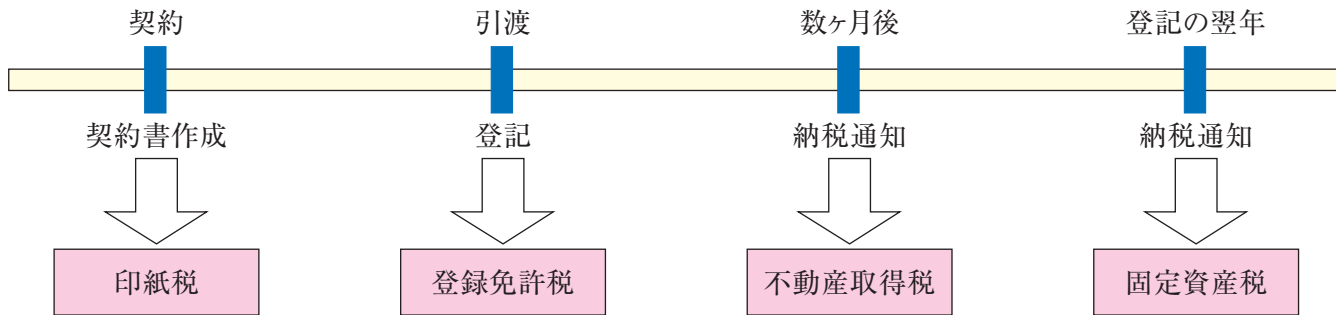 契約
引渡
数ヶ月後
登記の翌年
契約書作成
登記
納税通知
納税通知
印紙税
登録免許税
不動産取得税
固定資産税